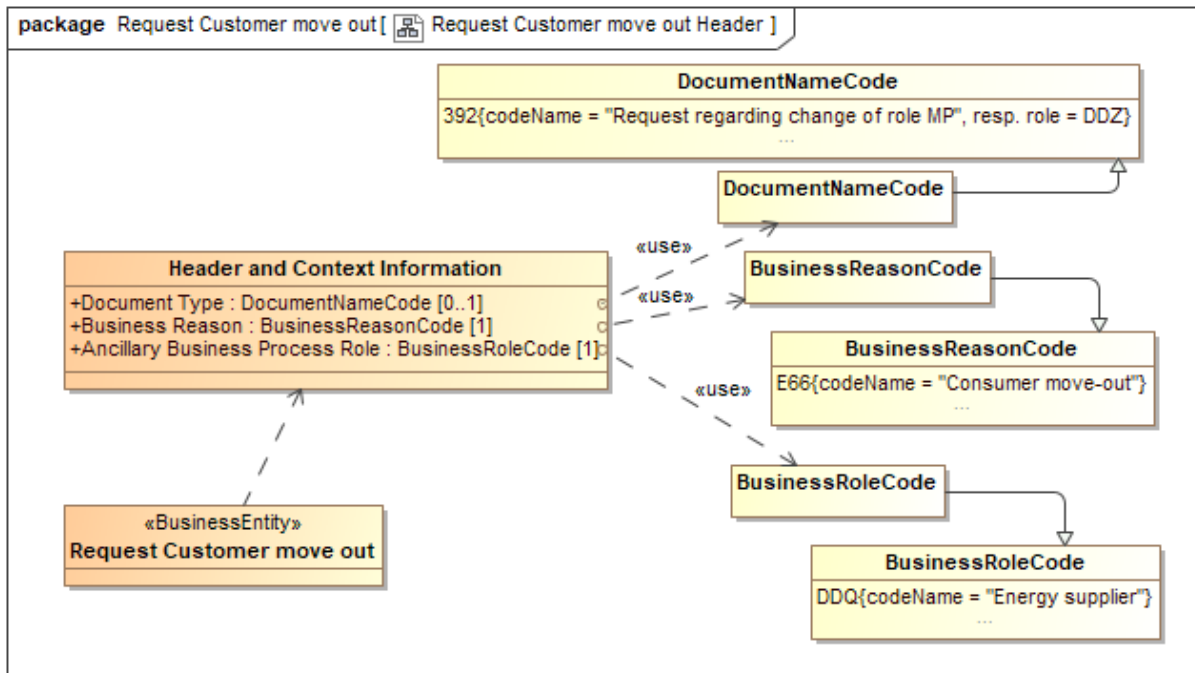 package Request Customer move out [ Request Customer move out Header ]
DocumentNameCode
392{codeName = "Request regarding change of role MP", resp. role = DDZ}
...
DocumentNameCode
«use»
Header and Context Information
+Document Type : DocumentNameCode [0..1]
+Business Reason : BusinessReasonCode [1]
+Ancillary Business Process Role : BusinessRoleCode [1]
«use»
BusinessReasonCode
BusinessReasonCode
E66{codeName = "Consumer move-out"}
...
«use»
BusinessRoleCode
«BusinessEntity»
Request Customer move out
BusinessRoleCode
DDQ{codeName = "Energy supplier"}
...